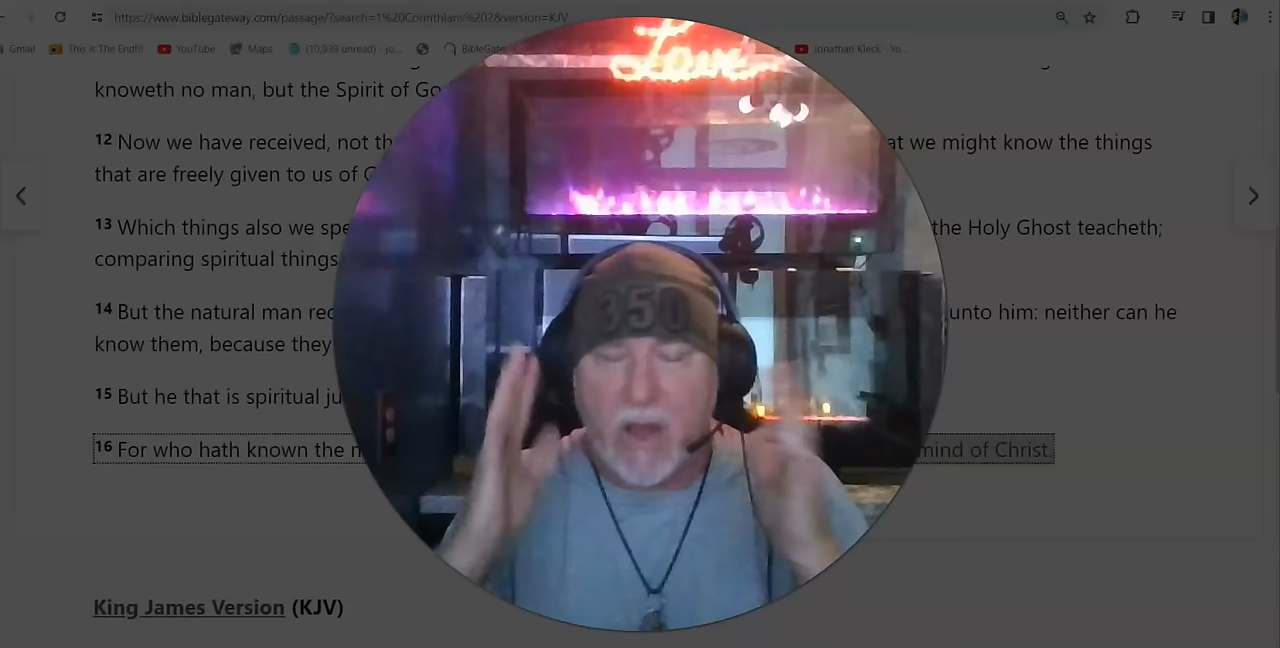 https://www.biblegateway.com/passage/?search=1%20Corinthians%202&version=KJV
Gmail This is The End!!! YouTube Maps (10,939 unread) - jo... BibleGate Jonathan Kleck - Yo...
Love
knoweth no man, but the Spirit of Go
12 Now we have received, not th at we might know the things
that are freely given to us of G
13 Which things also we spe the Holy Ghost teacheth;
comparing spiritual things
350
14 But the natural man rec unto him: neither can he
know them, because they
15 But he that is spiritual ju
16 For who hath known the m mind of Christ.
King James Version (KJV)